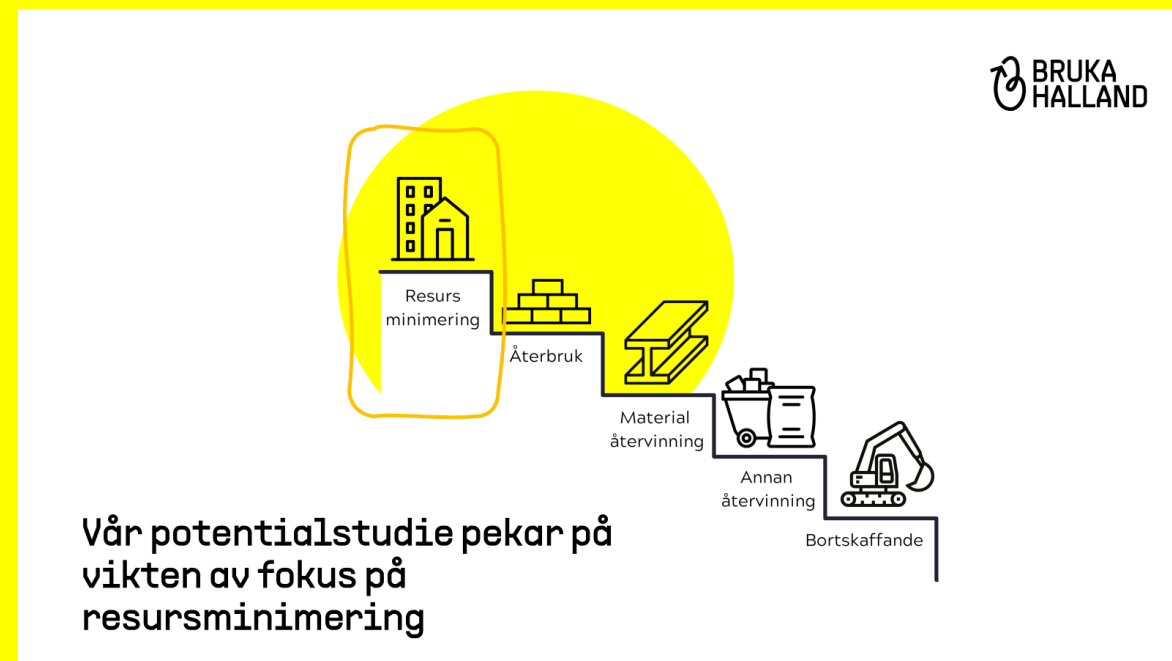 BRUKA
HALLAND
Resurs
minimering
Återbruk
Material
återvinning
Annan
återvinning
Bortskaffande
Vår potentialstudie pekar på
vikten av fokus på
resursminimering